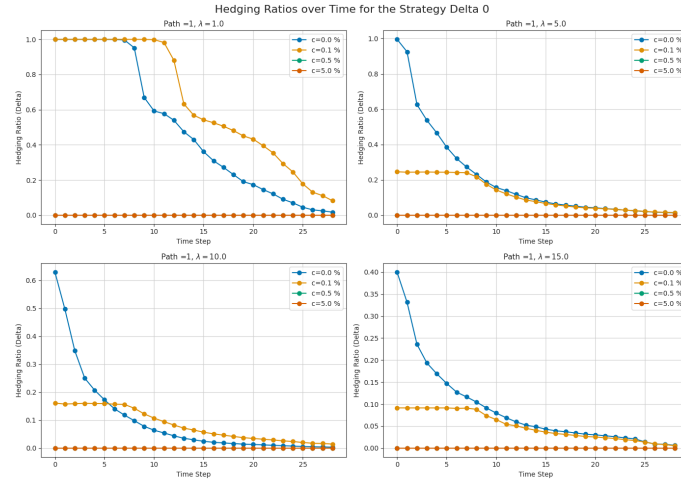 Hedging Ratios over Time for the Strategy Delta 0
Path =1, λ = 1.0
Hedging Ratio (Delta)
1.0
0.8
0.6
0.4
0.2
0.0
c=0.0 %
c=0.1 %
c=0.5 %
c=5.0 %
0 5 10 15 20 25
Time Step
Path =1, λ = 5.0
Hedging Ratio (Delta)
1.0
0.8
0.6
0.4
0.2
0.0
c=0.0 %
c=0.1 %
c=0.5 %
c=5.0 %
0 5 10 15 20 25
Time Step
Path =1, λ = 10.0
Hedging Ratio (Delta)
0.6
0.5
0.4
0.3
0.2
0.1
0.0
c=0.0 %
c=0.1 %
c=0.5 %
c=5.0 %
0 5 10 15 20 25
Time Step
Path =1, λ = 15.0
Hedging Ratio (Delta)
0.40
0.35
0.30
0.25
0.20
0.15
0.10
0.05
0.00
c=0.0 %
c=0.1 %
c=0.5 %
c=5.0 %
0 5 10 15 20 25
Time Step